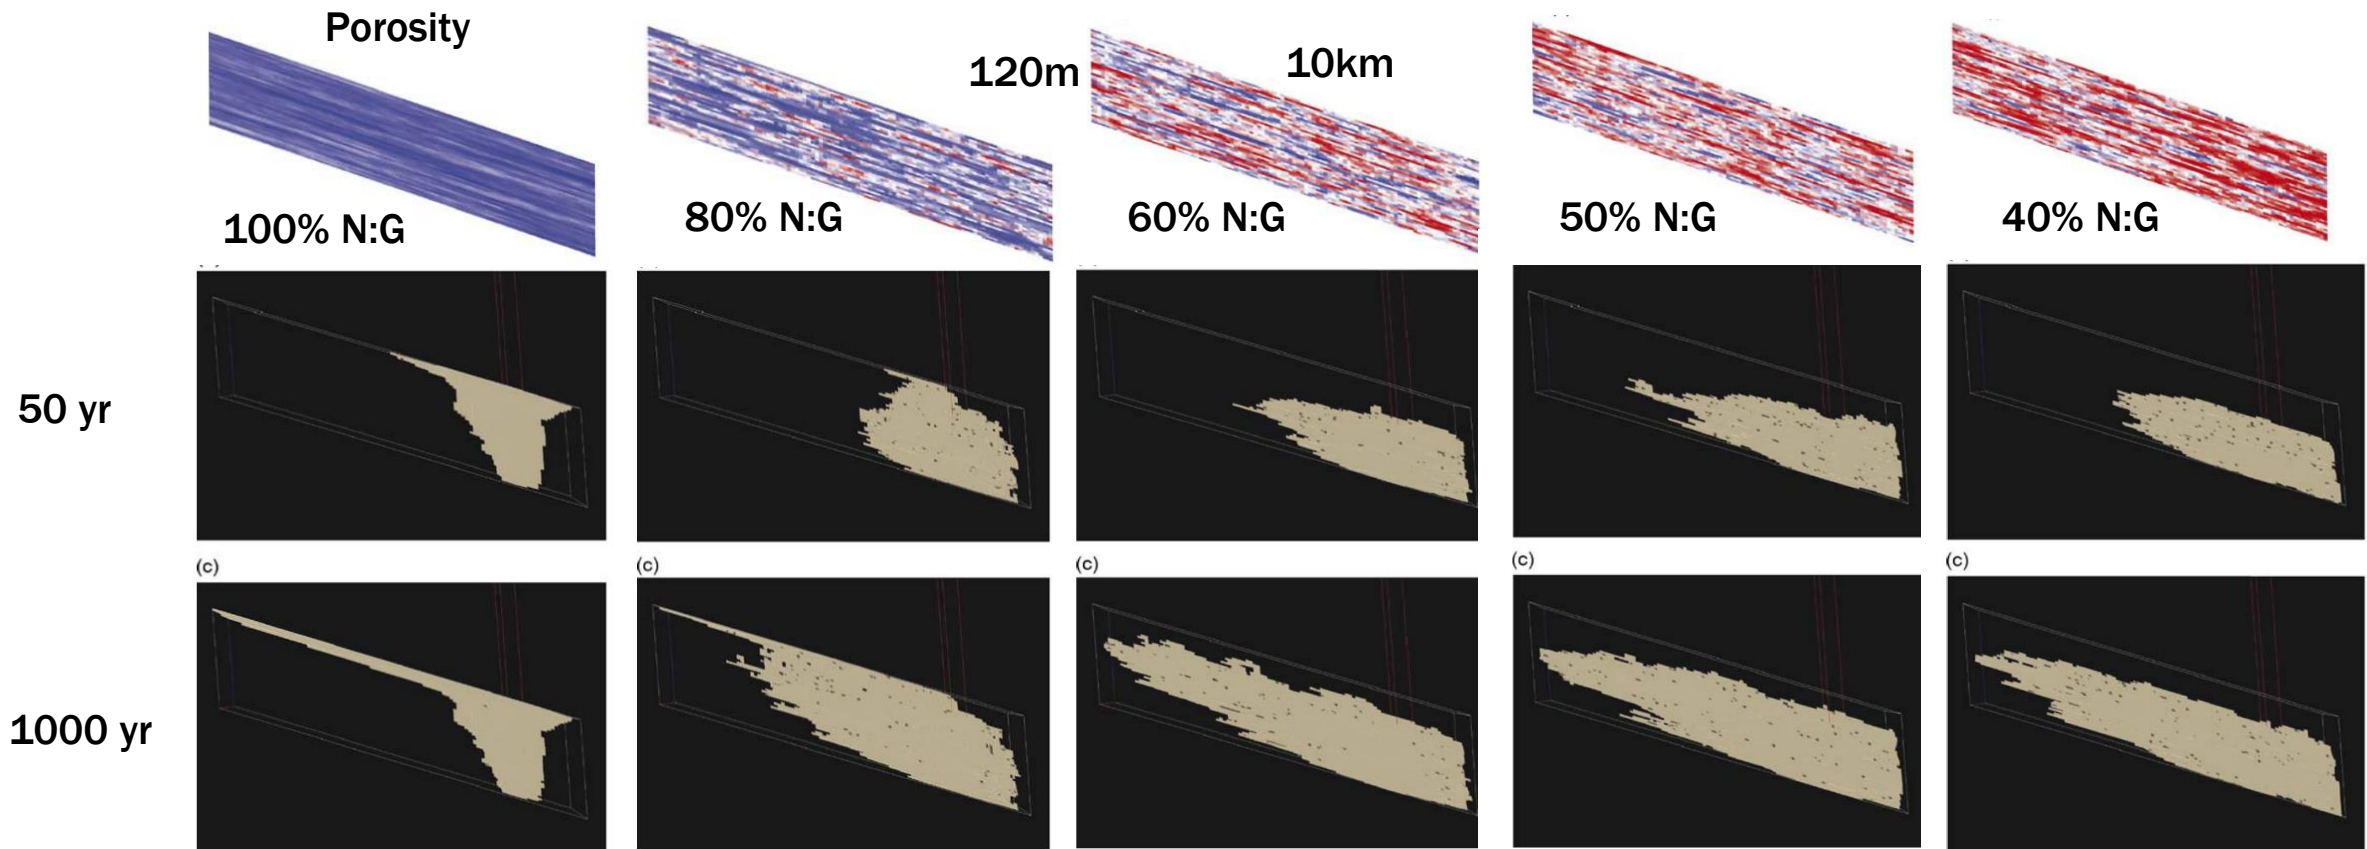 Porosity
120m
10km
100% N:G
80% N:G
60% N:G
50% N:G
40% N:G
50 yr
(c)
(c)
(c)
(c)
(c)
1000 yr